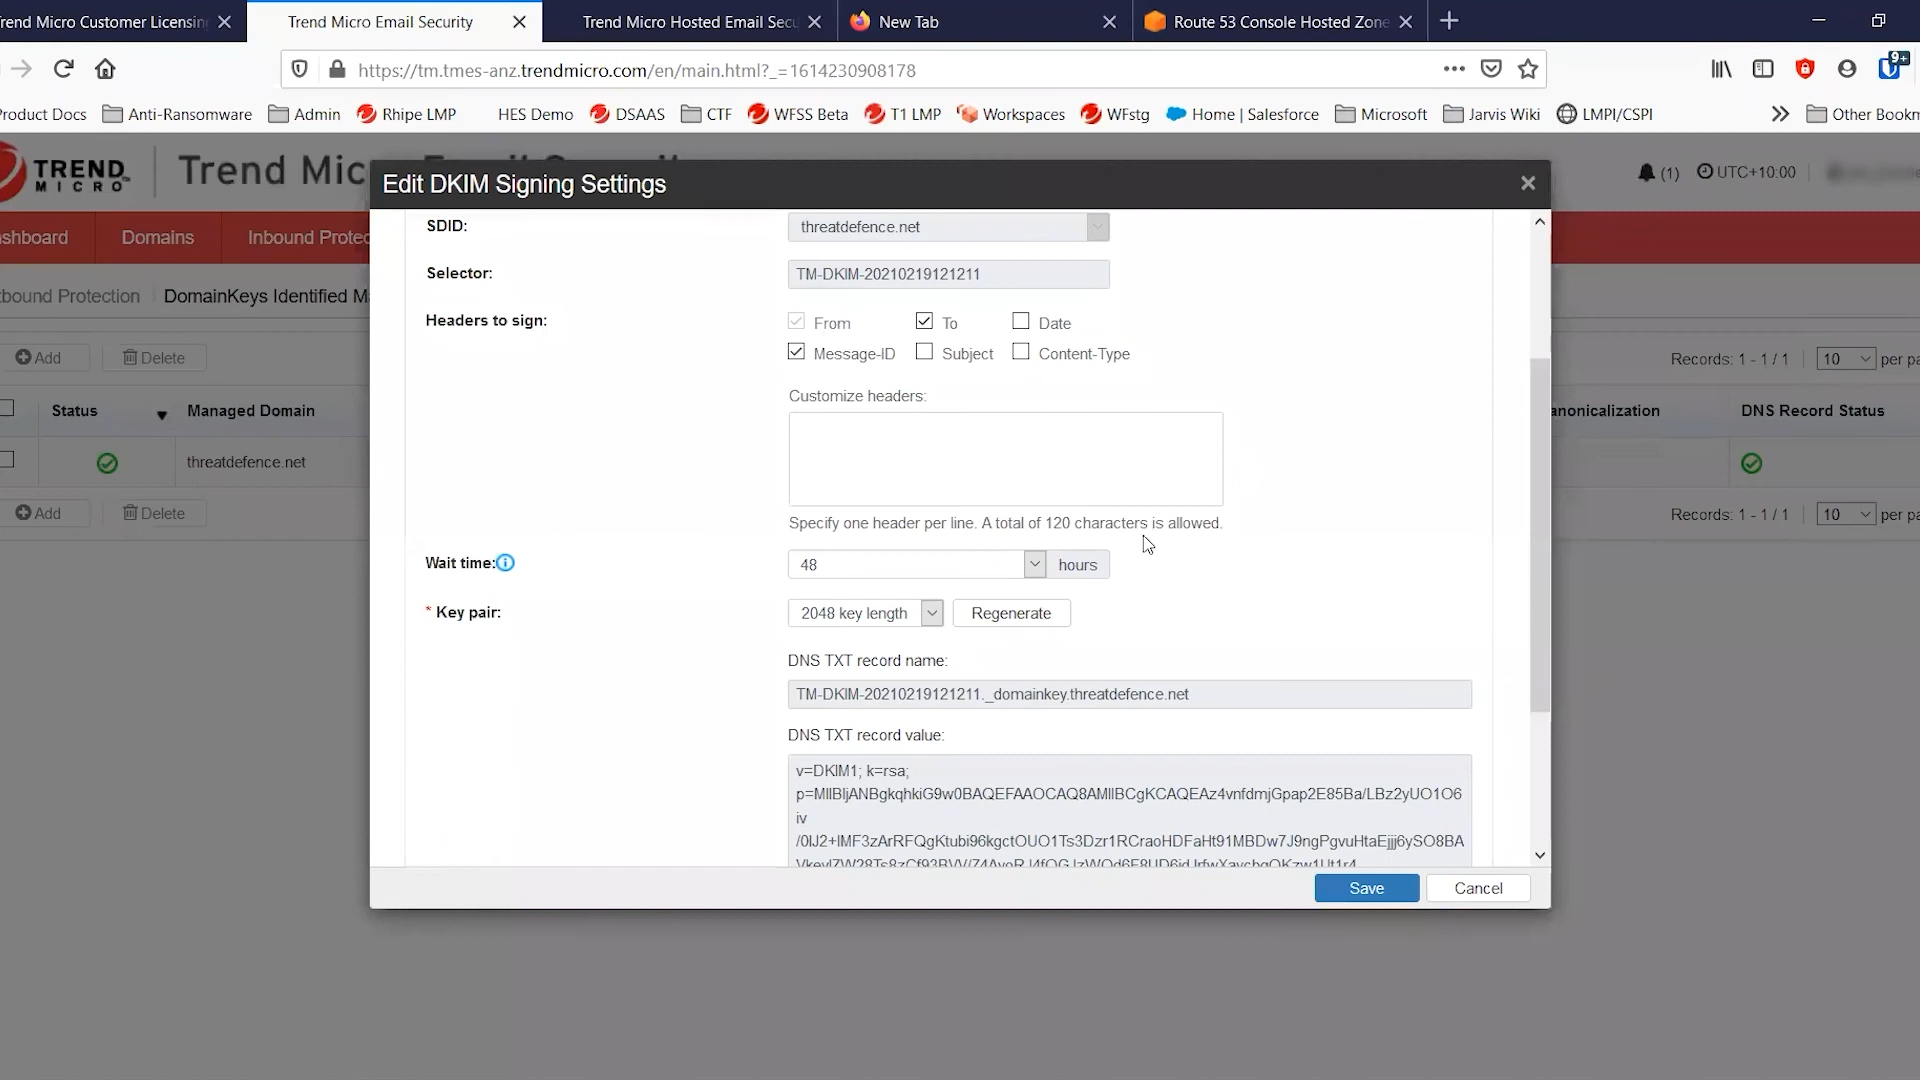 Trend Micro Customer Licensing
Trend Micro Email Security
Trend Micro Hosted Email Secu
New Tab
Route 53 Console Hosted Zone
https://tm.tmes-anz.trendmicro.com/en/main.html?_=1614230908178
9+
Product Docs
Anti-Ransomware
Admin
Rhipe LMP
HES Demo
DSAAS
CTF
WFSS Beta
T1 LMP
Workspaces
WFstg
Home | Salesforce
Microsoft
Jarvis Wiki
LMPI/CSPI
Other Bookm
TREND
MICRO
Trend Mic
(1)
UTC+10:00
Edit DKIM Signing Settings
shboard
Domains
Inbound Protec
bound Protection
DomainKeys Identified Ma
Add
Delete
Records: 1 - 1 / 1
10
per pa
Status
Managed Domain
anonicalization
DNS Record Status
threatdefence.net
Add
Delete
Records: 1 - 1 / 1
10
per pa
SDID:
threatdefence.net
Selector:
TM-DKIM-20210219121211
Headers to sign:
From
To
Date
Message-ID
Subject
Content-Type
Customize headers:
Specify one header per line. A total of 120 characters is allowed.
Wait time:
48
hours
* Key pair:
2048 key length
Regenerate
DNS TXT record name:
TM-DKIM-20210219121211._domainkey.threatdefence.net
DNS TXT record value:
v=DKIM1; k=rsa;
p=MIIBIjANBgkqhkiG9w0BAQEFAAOCAQ8AMIIBCgKCAQEAz4vnfdmjGpap2E85Ba/LBz2yUO1O6
iv
/0IJ2+IMF3zArRFQgKtubi96kgctOUO1Ts3Dzr1RCraoHDFaHt91MBDw7J9ngPgvuHtaEjjj6ySO8BA
Save
Cancel